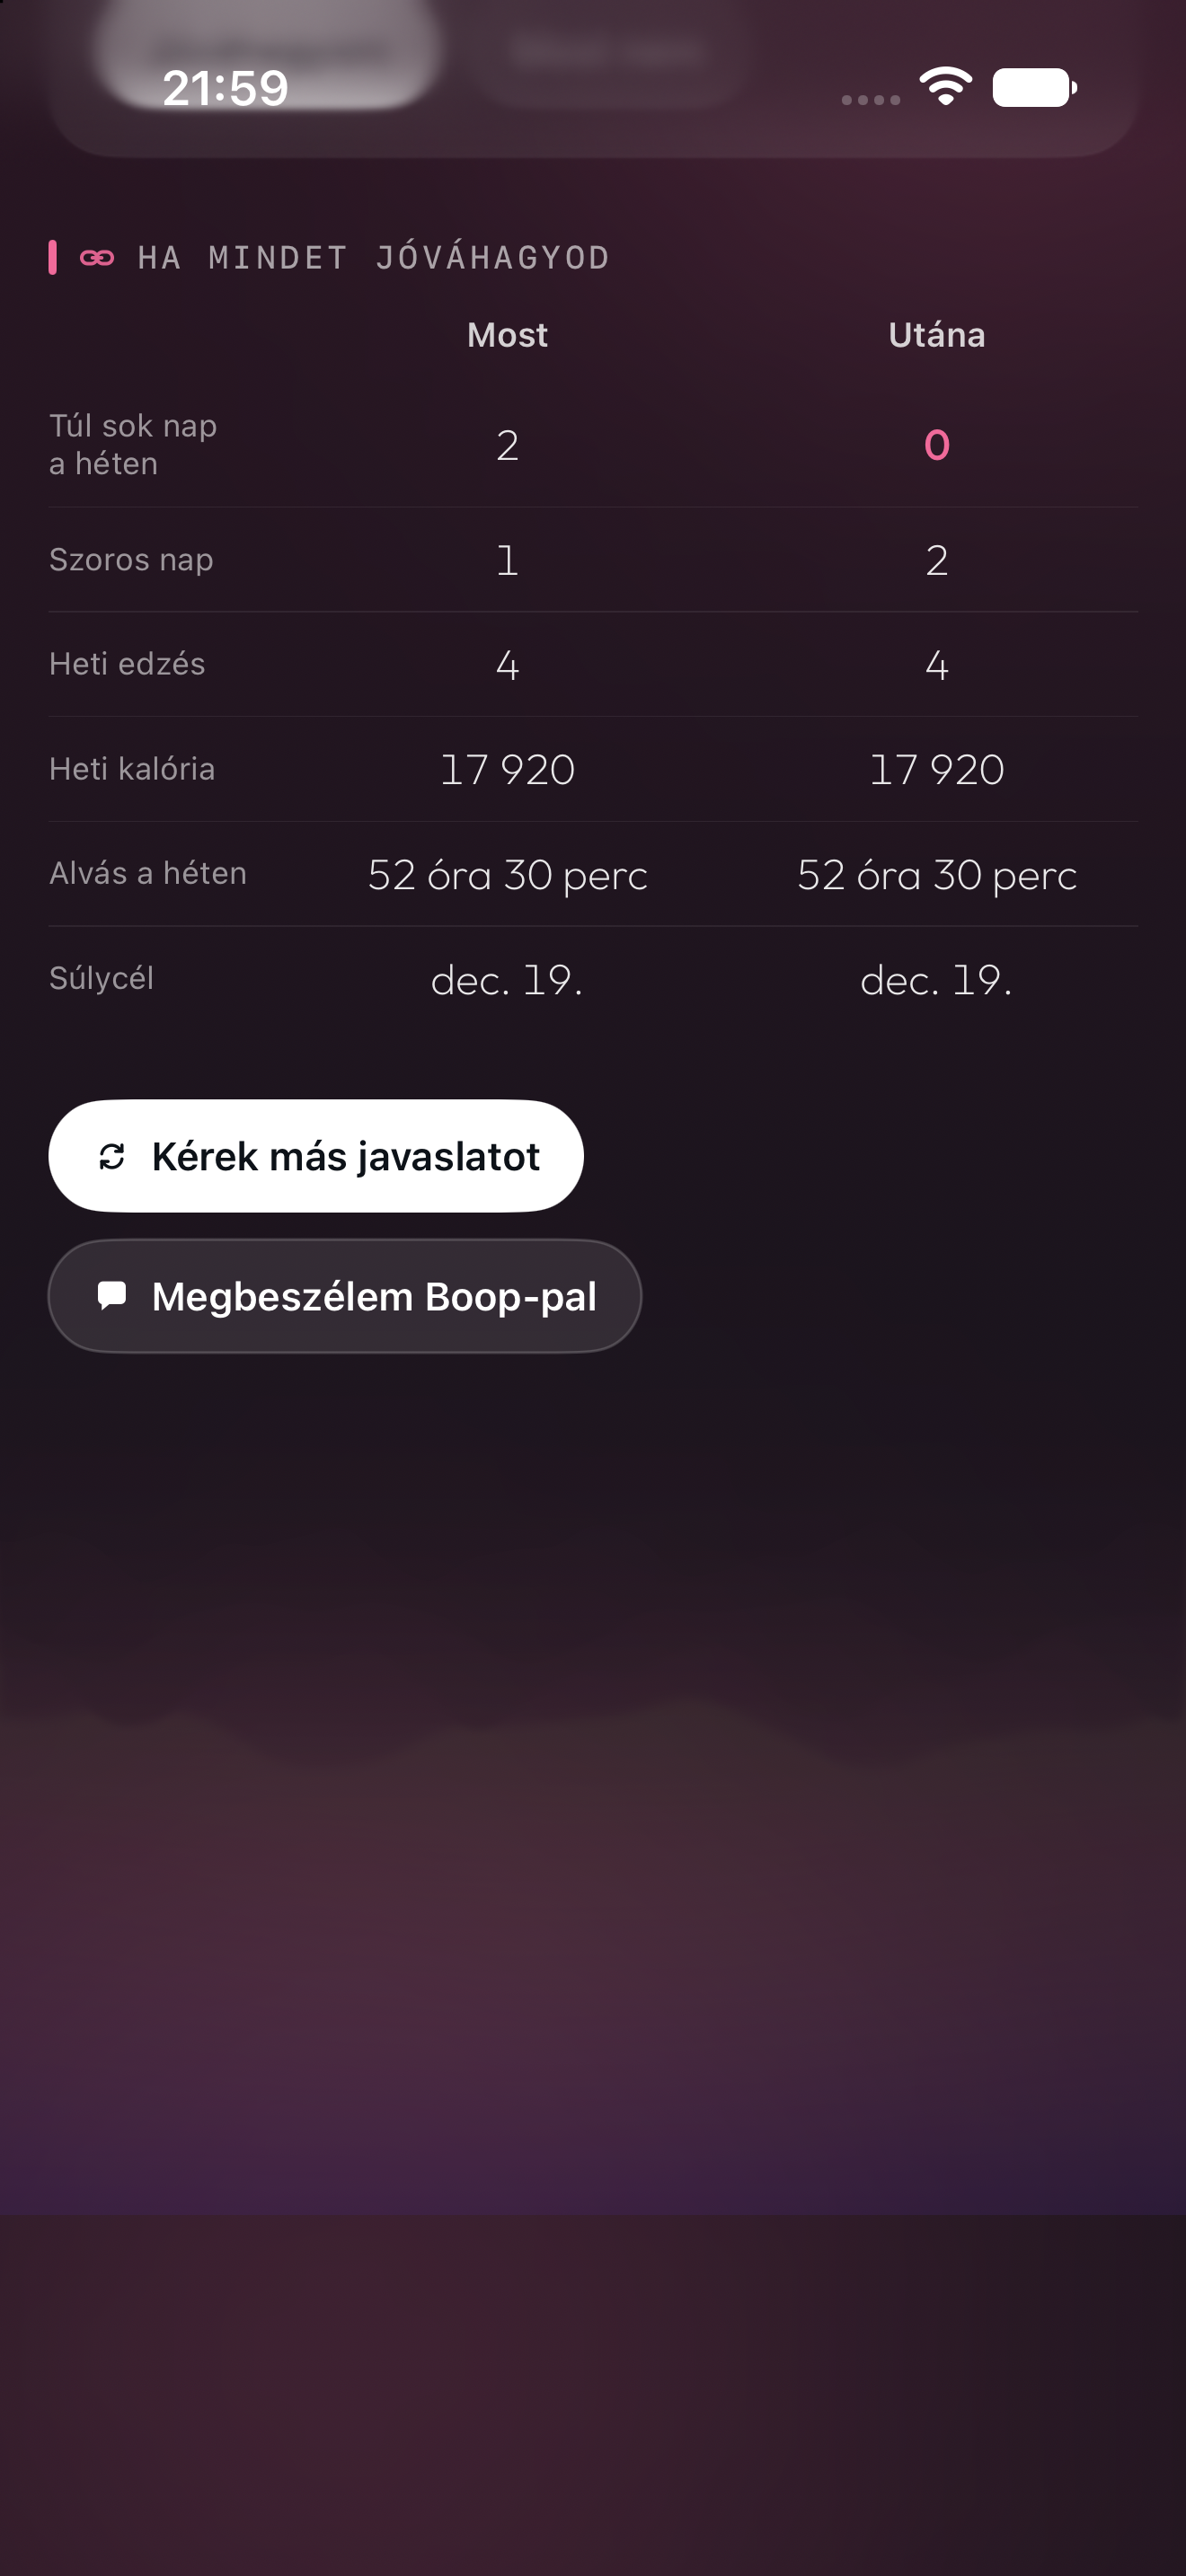 21:59
HA MINDET JÓVÁHAGYOD
Most Utána
Túl sok nap
a héten 2 0
Szoros nap 1 2
Heti edzés 4 4
Heti kalória 17 920 17 920
Alvás a héten 52 óra 30 perc 52 óra 30 perc
Súlycél dec. 19. dec. 19.
Kérek más javaslatot
Megbeszélem Boop-pal